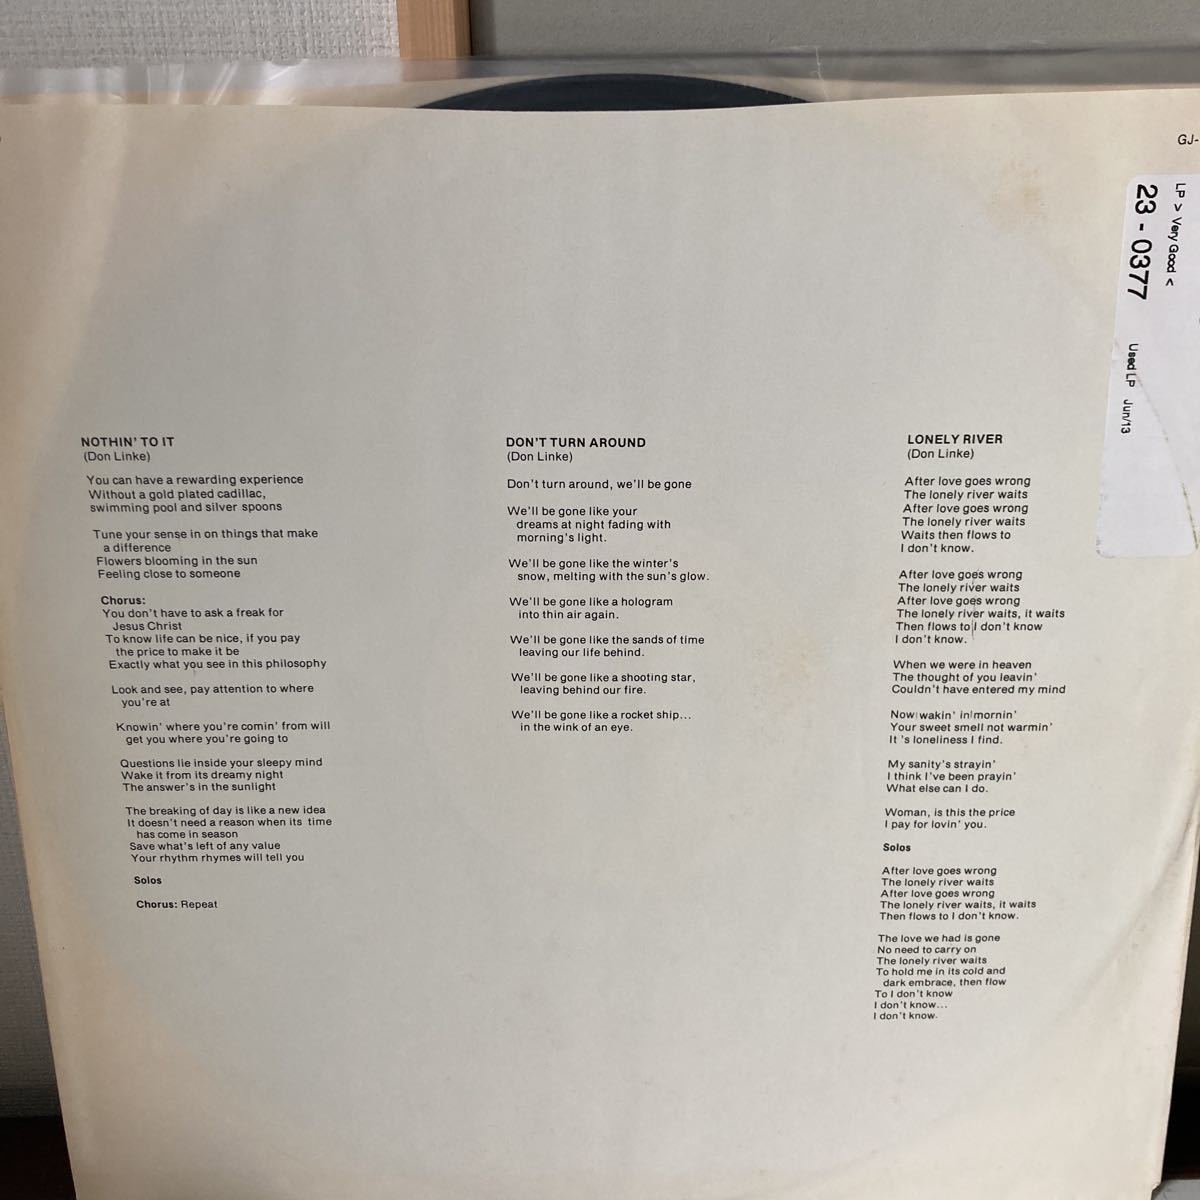 GJ-
LP > Very Good <
23 - 0377
Used LP Jun/13
NOTHIN' TO IT
(Don Linke)
You can have a rewarding experience
Without a gold plated cadillac,
swimming pool and silver spoons
Tune your sense in on things that make
a difference
Flowers blooming in the sun
Feeling close to someone
Chorus:
You don't have to ask a freak for
Jesus Christ
To know life can be nice, if you pay
the price to make it be
Exactly what you see in this philosophy
Look and see, pay attention to where
you're at
Knowin' where you're comin' from will
get you where you're going to
Questions lie inside your sleepy mind
Wake it from its dreamy night
The answer's in the sunlight
The breaking of day is like a new idea
It doesn't need a reason when its time
has come in season
Save what's left of any value
Your rhythm rhymes will tell you
Solos
Chorus: Repeat
DON'T TURN AROUND
(Don Linke)
Don't turn around, we'll be gone
We'll be gone like your
dreams at night fading with
morning's light.
We'll be gone like the winter's
snow, melting with the sun's glow.
We'll be gone like a hologram
into thin air again.
We'll be gone like the sands of time
leaving our life behind.
We'll be gone like a shooting star,
leaving behind our fire.
We'll be gone like a rocket ship...
in the wink of an eye.
LONELY RIVER
(Don Linke)
After love goes wrong
The lonely river waits
After love goes wrong
The lonely river waits
Waits then flows to
I don't know.
After love goes wrong
The lonely river waits
After love goes wrong
The lonely river waits, it waits
Then flows to I don't know
I don't know.
When we were in heaven
The thought of you leavin'
Couldn't have entered my mind
Now wakin' in mornin'
Your sweet smell not warmin'
It 's loneliness I find.
My sanity's strayin'
I think I've been prayin'
What else can I do.
Woman, is this the price
I pay for lovin' you.
Solos
After love goes wrong
The lonely river waits
After love goes wrong
The lonely river waits, it waits
Then flows to I don't know.
The love we had is gone
No need to carry on
The lonely river waits
To hold me in its cold and
dark embrace, then flow
To I don't know
I don't know...
I don't know.